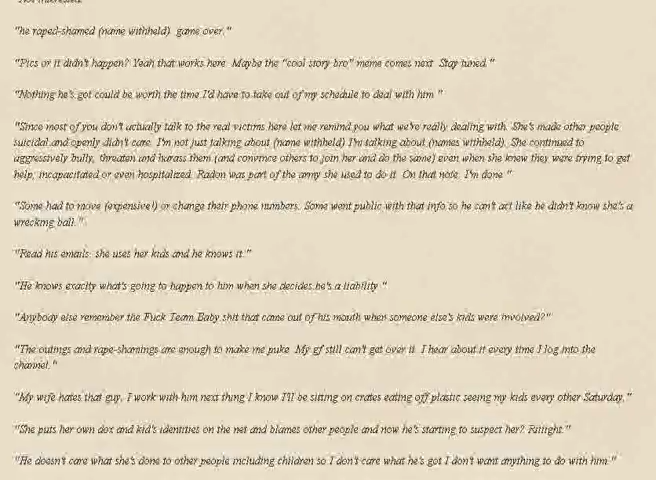 "Not interested."
"he raped-shamed (name withheld). game over."
"Pics or it didn't happen? Yeah that works here. Maybe the "cool story bro" meme comes next. Stay tuned."
"Nothing he's got could be worth the time I'd have to take out of my schedule to deal with him."
"Since most of you don't actually talk to the real victims here let me remind you what we're really dealing with. She's made other people
suicidal and openly didn't care. I'm not just talking about (name withheld) I'm talking about (names withheld). She continued to
aggressively bully, threaten and harass them (and convince others to join her and do the same) even when she knew they were trying to get
help, incapacitated or even hospitalized. Radon was part of the army she used to do it. On that note, I'm done."
"Some had to move (expensive!) or change their phone numbers. Some went public with that info so he can't act like he didn't know she's a
wrecking ball."
"Read his emails: she uses her kids and he knows it."
"He knows exactly what's going to happen to him when she decides he's a liability."
"Anybody else remember the Fuck Team Baby shit that came out of his mouth when someone else's kids were involved?"
"The outings and rape-shamings are enough to make me puke. My gf still can't get over it. I hear about it every time I log into the
channel."
"My wife hates that guy. I work with him next thing I know I'll be sitting on crates eating off plastic seeing my kids every other Saturday."
"She puts her own dox and kid's identities on the net and blames other people and now he's starting to suspect her? Riiiight."
"He doesn't care what she's done to other people including children so I don't care what he's got I don't want anything to do with him."